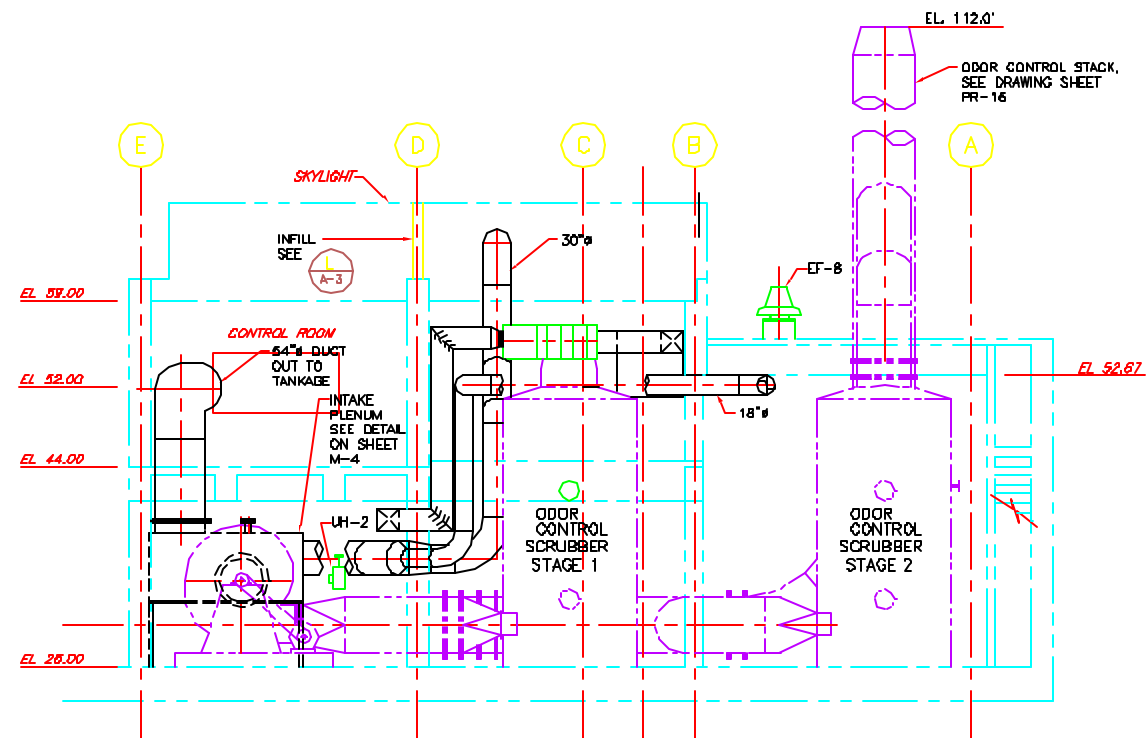 EL. 112.0'
ODOR CONTROL STACK,
SEE DRAWING SHEET
PR-16
E
D
C
B
A
SKYLIGHT
INFILL
SEE
L
A-3
30"ø
EF-8
EL 59.00
CONTROL ROOM
54"ø DUCT
OUT TO
TANKAGE
EL 52.00
EL 52.67
INTAKE
PLENUM
SEE DETAIL
ON SHEET
M-4
18"ø
EL 44.00
UH-2
ODOR
CONTROL
SCRUBBER
STAGE 1
ODOR
CONTROL
SCRUBBER
STAGE 2
EL 26.00